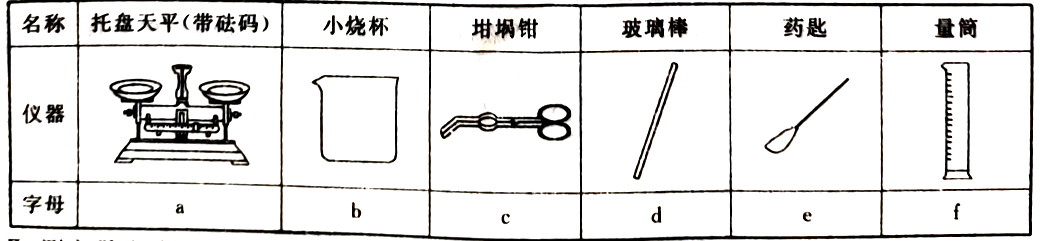 名称 托盘天平(带砝码) 小烧杯 坩埚钳 玻璃棒 药匙 量筒
仪器
字母 a b c d e f